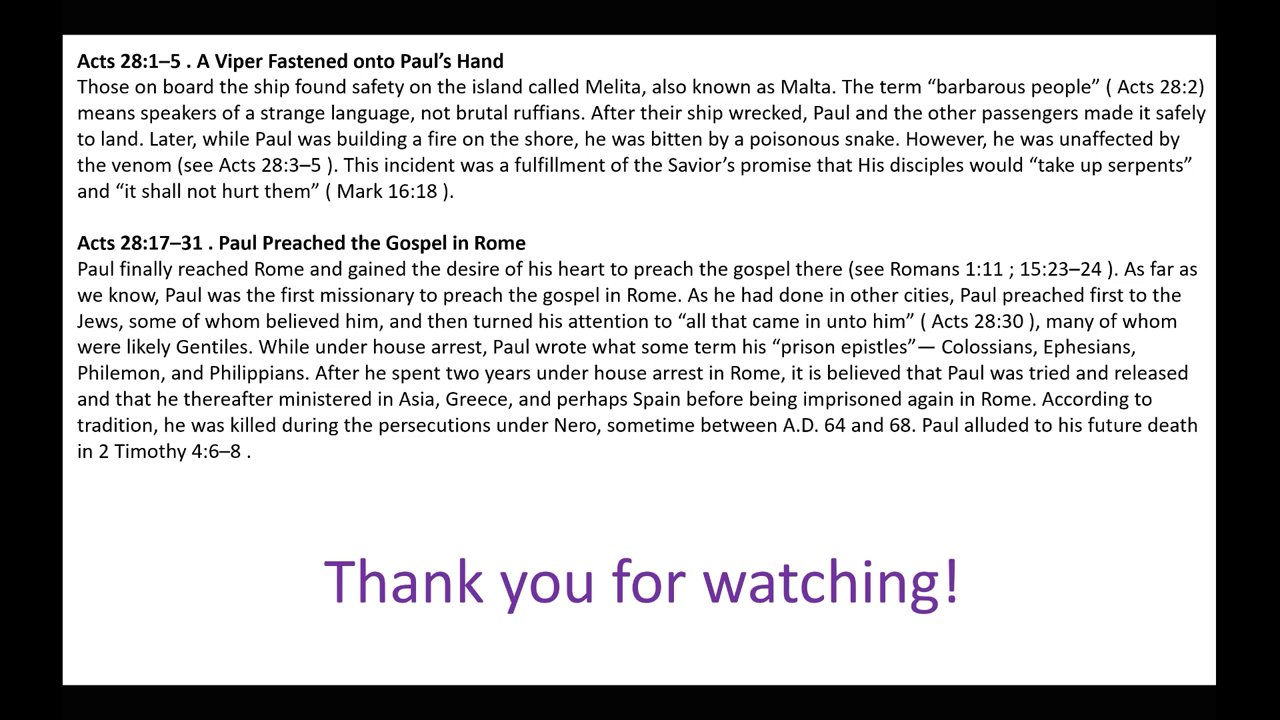 Acts 28:1–5 . A Viper Fastened onto Paul’s Hand
Those on board the ship found safety on the island called Melita, also known as Malta. The term “barbarous people” ( Acts 28:2)
means speakers of a strange language, not brutal ruffians. After their ship wrecked, Paul and the other passengers made it safely
to land. Later, while Paul was building a fire on the shore, he was bitten by a poisonous snake. However, he was unaffected by
the venom (see Acts 28:3–5 ). This incident was a fulfillment of the Savior’s promise that His disciples would “take up serpents”
and “it shall not hurt them” ( Mark 16:18 ).
Acts 28:17–31 . Paul Preached the Gospel in Rome
Paul finally reached Rome and gained the desire of his heart to preach the gospel there (see Romans 1:11 ; 15:23–24 ). As far as
we know, Paul was the first missionary to preach the gospel in Rome. As he had done in other cities, Paul preached first to the
Jews, some of whom believed him, and then turned his attention to “all that came in unto him” ( Acts 28:30 ), many of whom
were likely Gentiles. While under house arrest, Paul wrote what some term his “prison epistles”— Colossians, Ephesians,
Philemon, and Philippians. After he spent two years under house arrest in Rome, it is believed that Paul was tried and released
and that he thereafter ministered in Asia, Greece, and perhaps Spain before being imprisoned again in Rome. According to
tradition, he was killed during the persecutions under Nero, sometime between A.D. 64 and 68. Paul alluded to his future death
in 2 Timothy 4:6–8 .
Thank you for watching!